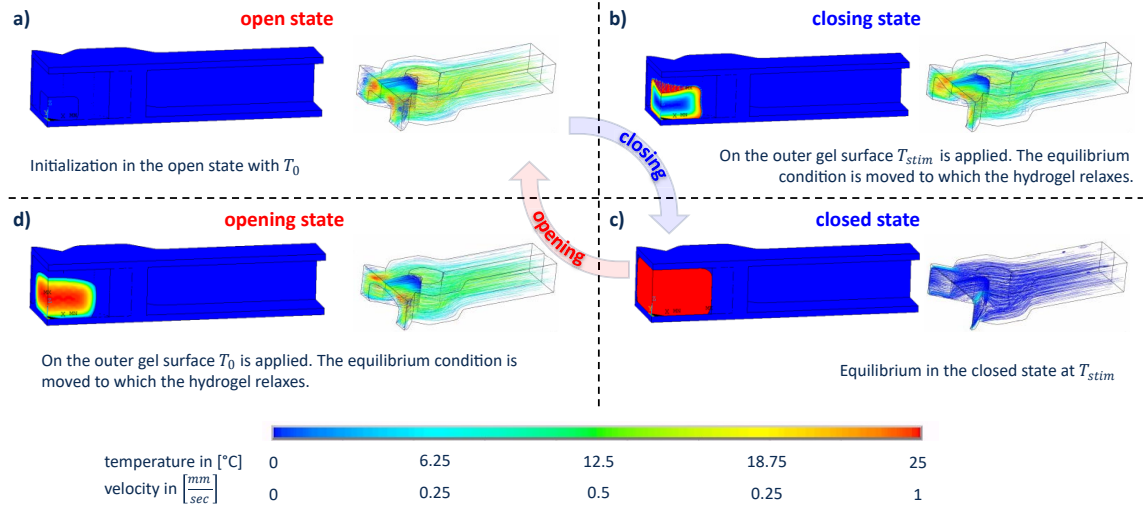 a)
open state
Initialization in the open state with T₀
b)
closing state
On the outer gel surface Tstim is applied. The equilibrium
condition is moved to which the hydrogel relaxes.
closing
opening
d)
opening state
On the outer gel surface T₀ is applied. The equilibrium condition is
moved to which the hydrogel relaxes.
c)
closed state
Equilibrium in the closed state at Tstim
temperature in [°C] 0 6.25 12.5 18.75 25
velocity in [mm/sec] 0 0.25 0.5 0.25 1